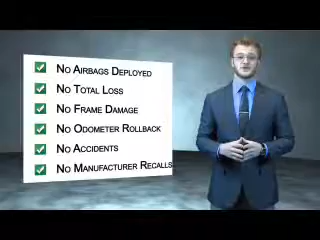 No Airbags Deployed
No Total Loss
No Frame Damage
No Odometer Rollback
No Accidents
No Manufacturer Recalls